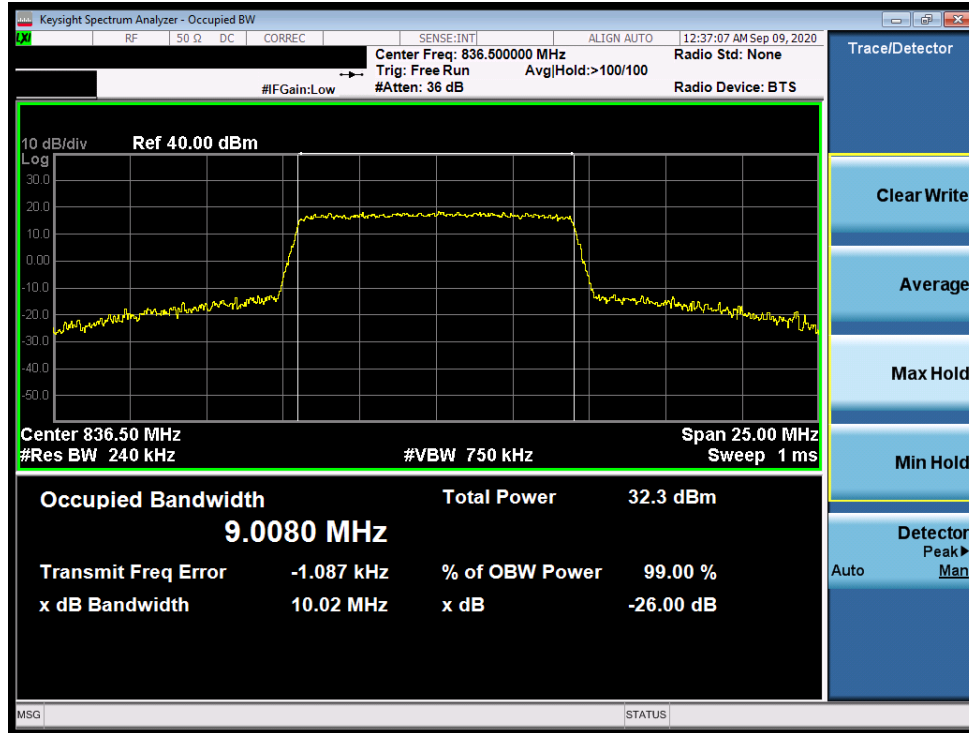 Keysight Spectrum Analyzer - Occupied BW
LXI RF 50 Ω DC CORREC SENSE:INT ALIGN AUTO 12:37:07 AM Sep 09, 2020
Center Freq: 836.500000 MHz Radio Std: None
Trig: Free Run Avg|Hold:>100/100
#IFGain:Low #Atten: 36 dB Radio Device: BTS
10 dB/div Ref 40.00 dBm
Log
30.0
20.0
10.0
0.00
-10.0
-20.0
-30.0
-40.0
-50.0
Center 836.50 MHz Span 25.00 MHz
#Res BW 240 kHz #VBW 750 kHz Sweep 1 ms
Occupied Bandwidth Total Power 32.3 dBm
9.0080 MHz
Transmit Freq Error -1.087 kHz % of OBW Power 99.00 %
x dB Bandwidth 10.02 MHz x dB -26.00 dB
MSG STATUS
Trace/Detector
Clear Write
Average
Max Hold
Min Hold
Detector
Peak▶
Auto Man